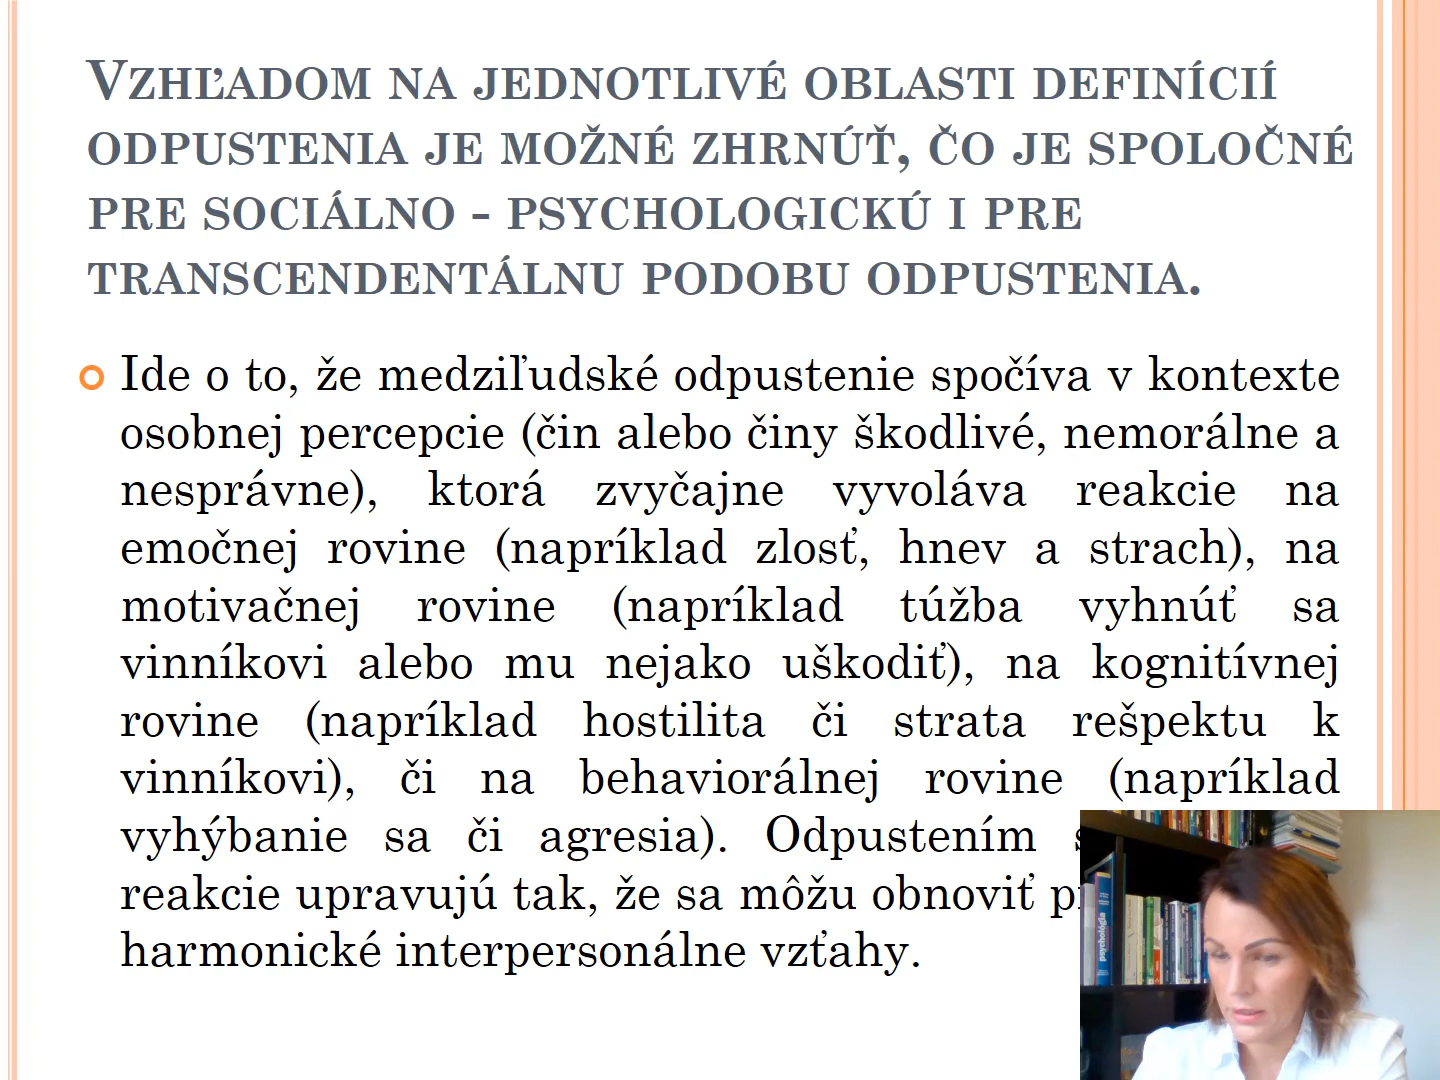 VZHĽADOM NA JEDNOTLIVÉ OBLASTI DEFINÍCIÍ
ODPUSTENIA JE MOŽNÉ ZHRNÚŤ, ČO JE SPOLOČNÉ
PRE SOCIÁLNO - PSYCHOLOGICKÚ I PRE
TRANSCENDENTÁLNU PODOBU ODPUSTENIA.
Ide o to, že medziľudské odpustenie spočíva v kontexte
osobnej percepcie (čin alebo činy škodlivé, nemorálne a
nesprávne), ktorá zvyčajne vyvoláva reakcie na
emočnej rovine (napríklad zlosť, hnev a strach), na
motivačnej rovine (napríklad túžba vyhnúť sa
vinníkovi alebo mu nejako uškodiť), na kognitívnej
rovine (napríklad hostilita či strata rešpektu k
vinníkovi), či na behaviorálnej rovine (napríklad
vyhýbanie sa či agresia). Odpustením
reakcie upravujú tak, že sa môžu obnoviť
harmonické interpersonálne vzťahy.
psychológia